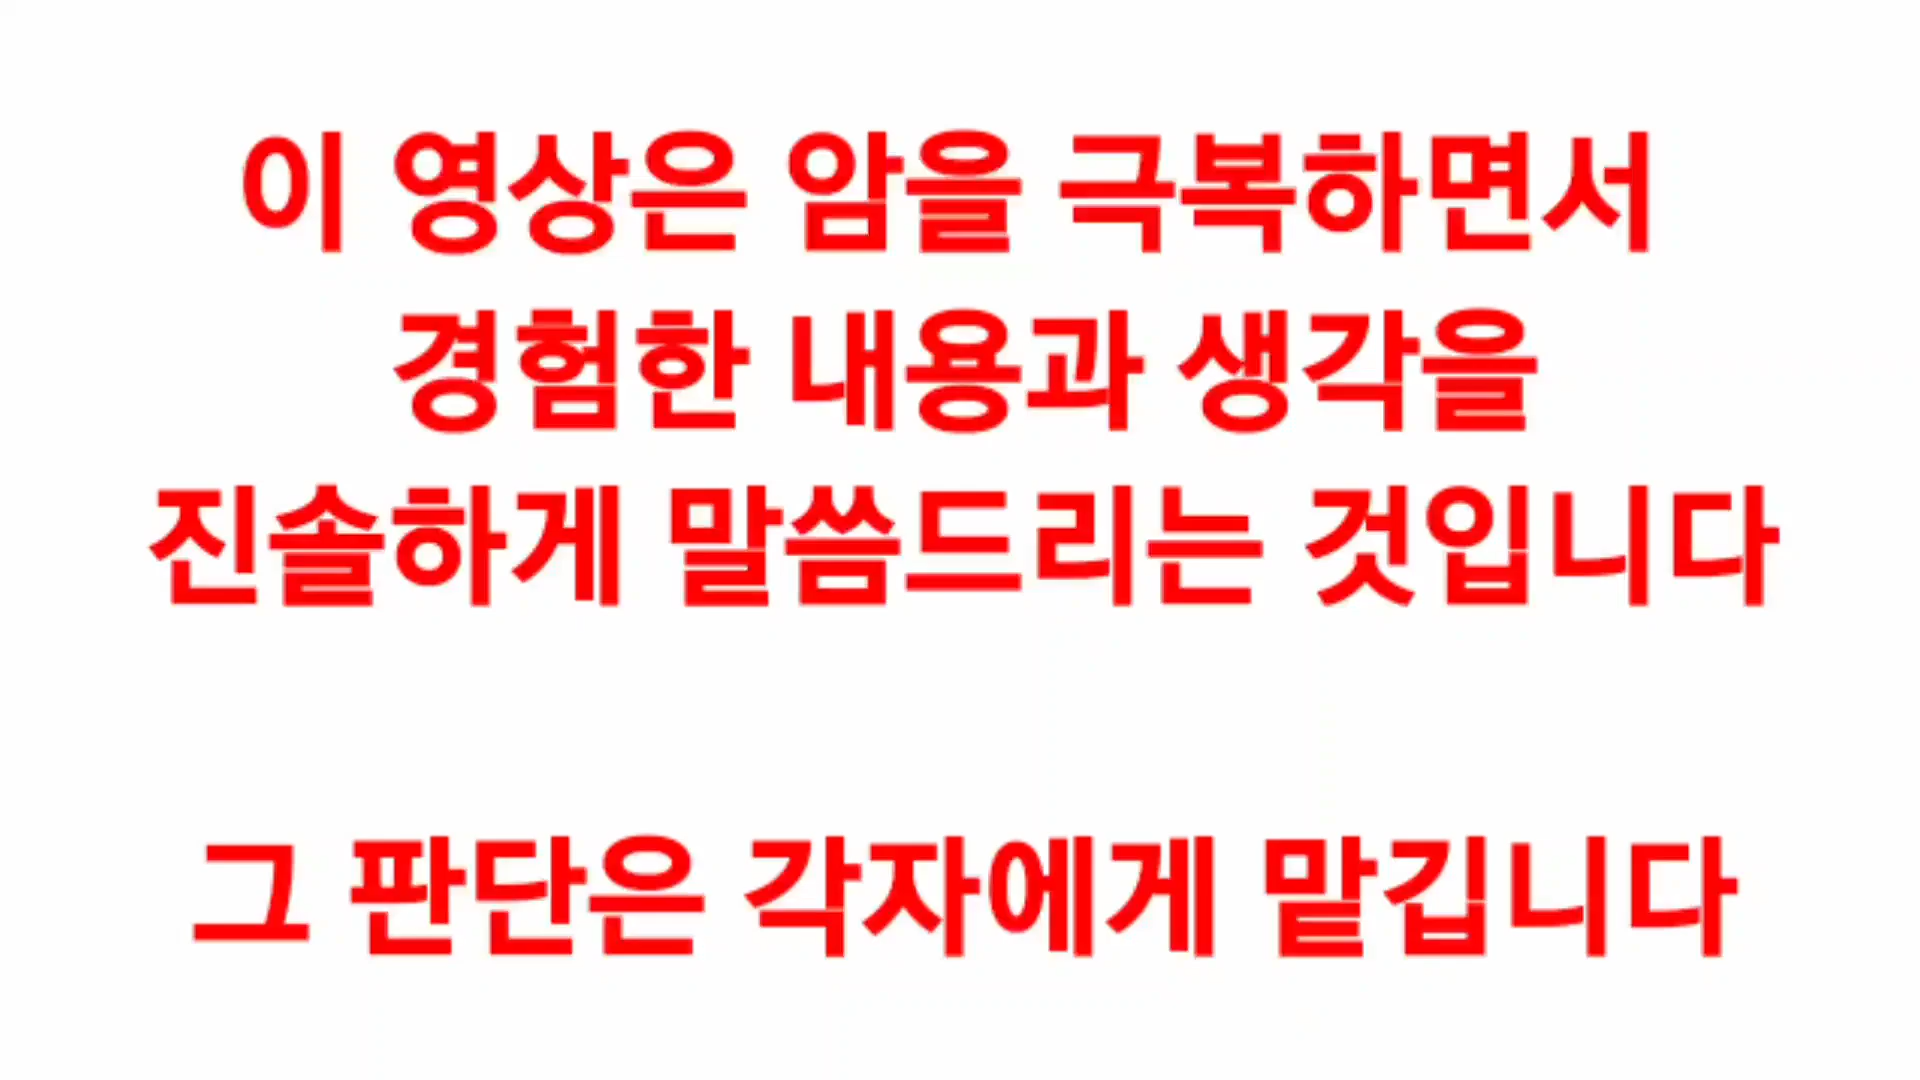 이 영상은 암을 극복하면서
경험한 내용과 생각을
진솔하게 말씀드리는 것입니다
그 판단은 각자에게 맡깁니다